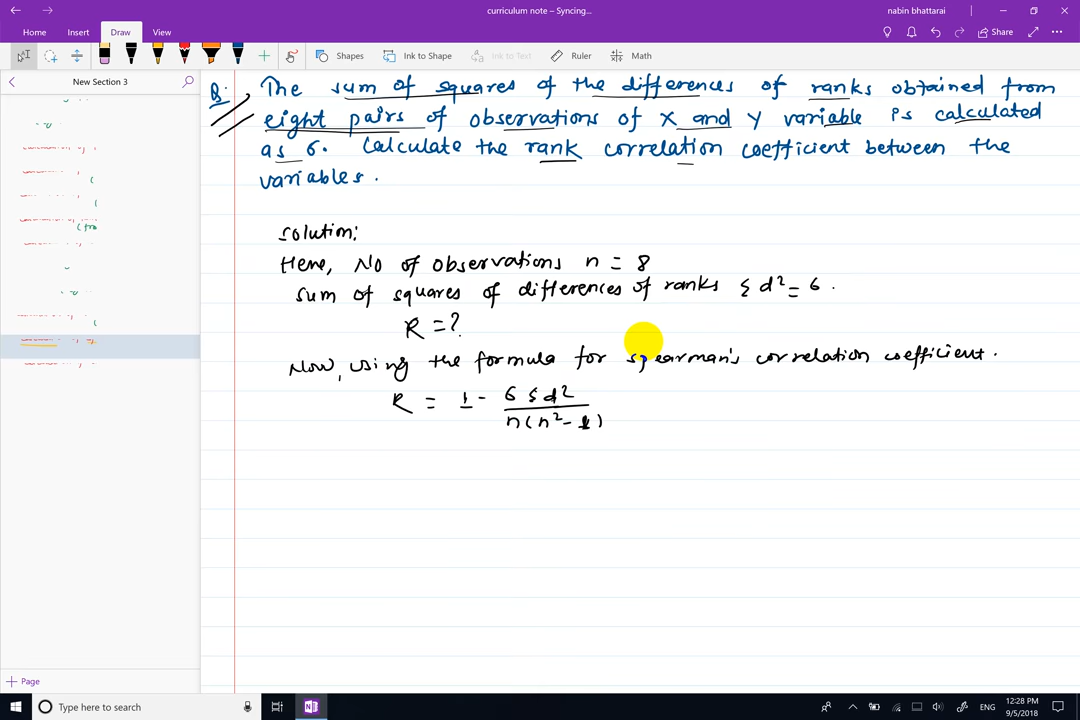 curriculum note – Syncing...
nabin bhattarai
Home Insert Draw View
Share
Shapes Ink to Shape Ink to Text Ruler Math
New Section 3
Q. The sum of squares of the differences of ranks obtained from
eight pairs of observations of X and Y variable is calculated
as 6. Calculate the rank correlation coefficient between the
variables.
Solution:
Here, No of observations n = 8
Sum of squares of differences of ranks Σd² = 6.
R = ?
Now, using the formula for spearman's correlation coefficient.
R = 1 - 6Σd² / n(n² - 1)
+ Page
Type here to search
ENG
12:28 PM
9/5/2018